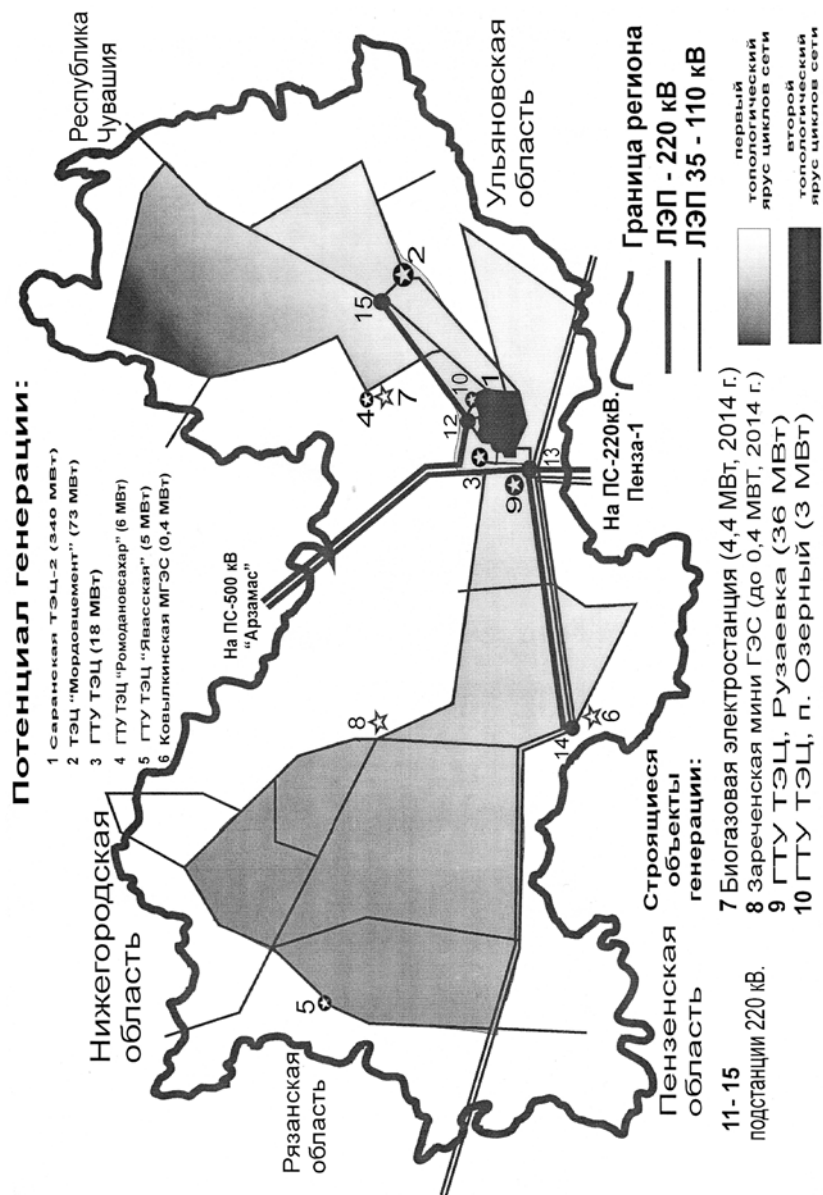 Потенциал генерации:
1 Саранская ТЭЦ-2 (340 МВт)
2 ТЭЦ "Мордовцемент" (73 МВт)
3 ГТУ ТЭЦ (18 МВт)
4 ГТУ ТЭЦ "Ромодановсахар" (6 МВт)
5 ГТУ ТЭЦ "Явасская" (5 МВт)
6 Ковылкинская МГЭС (0,4 МВт)
Нижегородская
область
Республика
Чувашия
Рязанская
область
На ПС-500 кВ
"Арзамас"
Ульяновская
область
5
8
4
7
15
2
12
10
1
3
9
13
14
6
На ПС-220кВ.
Пенза-1
Пензенская
область
11- 15
подстанции 220 кВ.
Строящиеся
объекты
генерации:
7 Биогазовая электростанция (4,4 МВт, 2014 г.)
8 Зареченская мини ГЭС (до 0,4 МВТ, 2014 г.)
9 ГТУ ТЭЦ, Рузаевка (36 МВт)
10 ГТУ ТЭЦ, п. Озерный (3 МВт)
Граница региона
ЛЭП - 220 кВ
ЛЭП 35 - 110 кВ
первый
топологический
ярус циклов сети
второй
топологический
ярус циклов сети